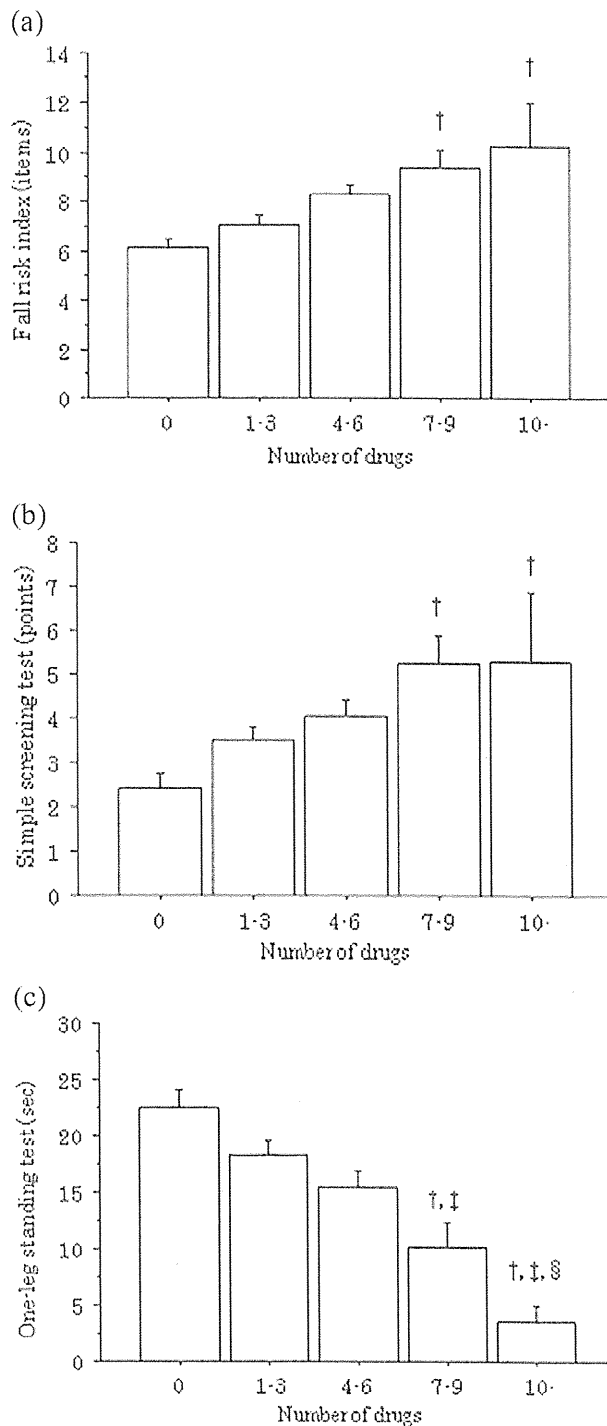 (a)
14
12
10
8
6
4
2
0
Fall risk index (items)
†
†
0 1-3 4-6 7-9 10-
Number of drugs
(b)
8
7
6
5
4
3
2
1
0
Simple screening test (points)
†
†
0 1-3 4-6 7-9 10-
Number of drugs
(c)
30
25
20
15
10
5
0
One-leg standing test (sec)
†, ‡
†, ‡, §
0 1-3 4-6 7-9 10-
Number of drugs